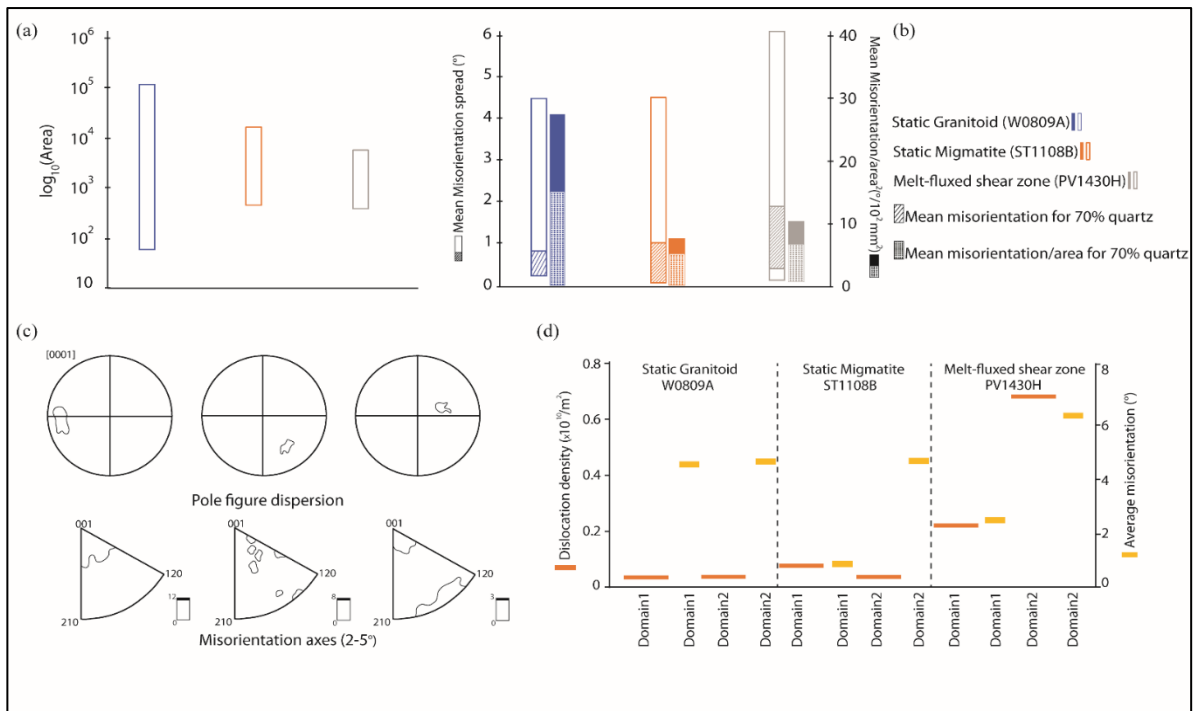 (a)
10⁶
10⁵
10⁴
10³
10²
10
log₁₀(Area)
6
5
4
3
2
1
0
Mean Misorientation spread (°)
40
30
20
10
0
Mean Misorientation/area²(°/10² mm²)
(b)
Static Granitoid (W0809A)
Static Migmatite (ST1108B)
Melt-fluxed shear zone (PV1430H)
Mean misorientation for 70% quartz
Mean misorientation/area for 70% quartz
(c)
[0001]
Pole figure dispersion
001
120
210
12
0
001
120
210
8
0
001
120
210
3
0
Misorientation axes (2-5°)
(d)
0.8
0.6
0.4
0.2
0
Dislocation density (x10¹⁰/m²)
Static Granitoid
W0809A
Static Migmatite
ST1108B
Melt-fluxed shear zone
PV1430H
8
6
4
2
0
Average misorientation (°)
Domain1
Domain1
Domain2
Domain2
Domain1
Domain1
Domain2
Domain2
Domain1
Domain1
Domain2
Domain2